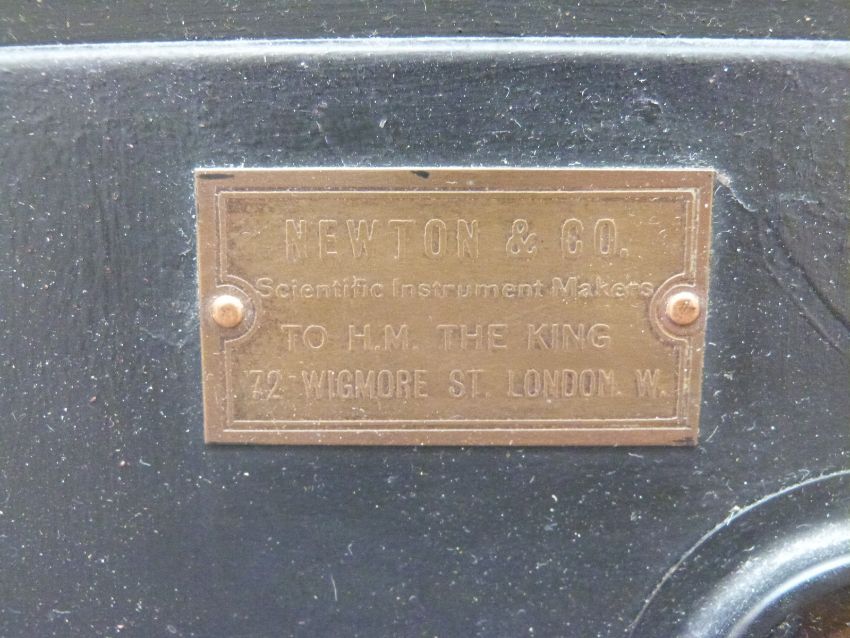 NEWTON & CO.
Scientific Instrument Makers
TO H.M. THE KING
72 WIGMORE ST. LONDON. W.